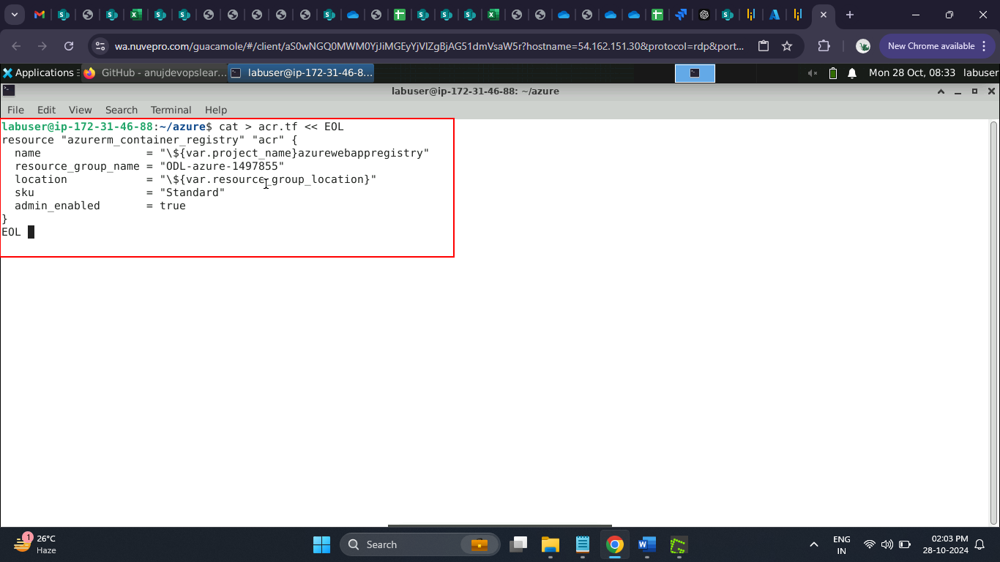 wa.nuvepro.com/guacamole/#/client/aS0wNGQ0MWM0YjJiMGEyYjVlZgBjAG51dmVsaW5r?hostname=54.162.151.30&protocol=rdp&port...
New Chrome available
Applications
GitHub - anujdevopslear...
labuser@ip-172-31-46-8...
Mon 28 Oct, 08:33
labuser
labuser@ip-172-31-46-88: ~/azure
File Edit View Search Terminal Help
labuser@ip-172-31-46-88:~/azure$ cat > acr.tf << EOL
resource "azurerm_container_registry" "acr" {
  name                = "\${var.project_name}azurewebappregistry"
  resource_group_name = "ODL-azure-1497855"
  location            = "\${var.resource_group_location}"
  sku                 = "Standard"
  admin_enabled       = true
}
EOL
1
26°C
Haze
Search
ENG
IN
02:03 PM
28-10-2024